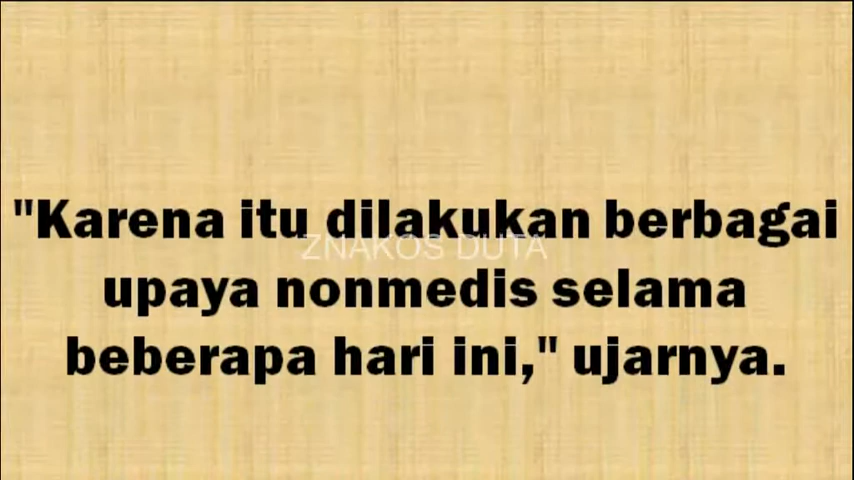 "Karena itu dilakukan berbagai
ZNAKOS DUTA
upaya nonmedis selama
beberapa hari ini," ujarnya.